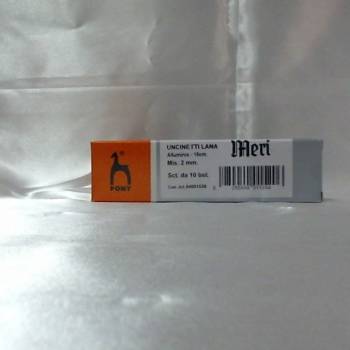 PONY
UNCINETTI LANA
Alluminio - 15cm.
Mis. 2 mm.
Sct. da 10 bst.
Meri